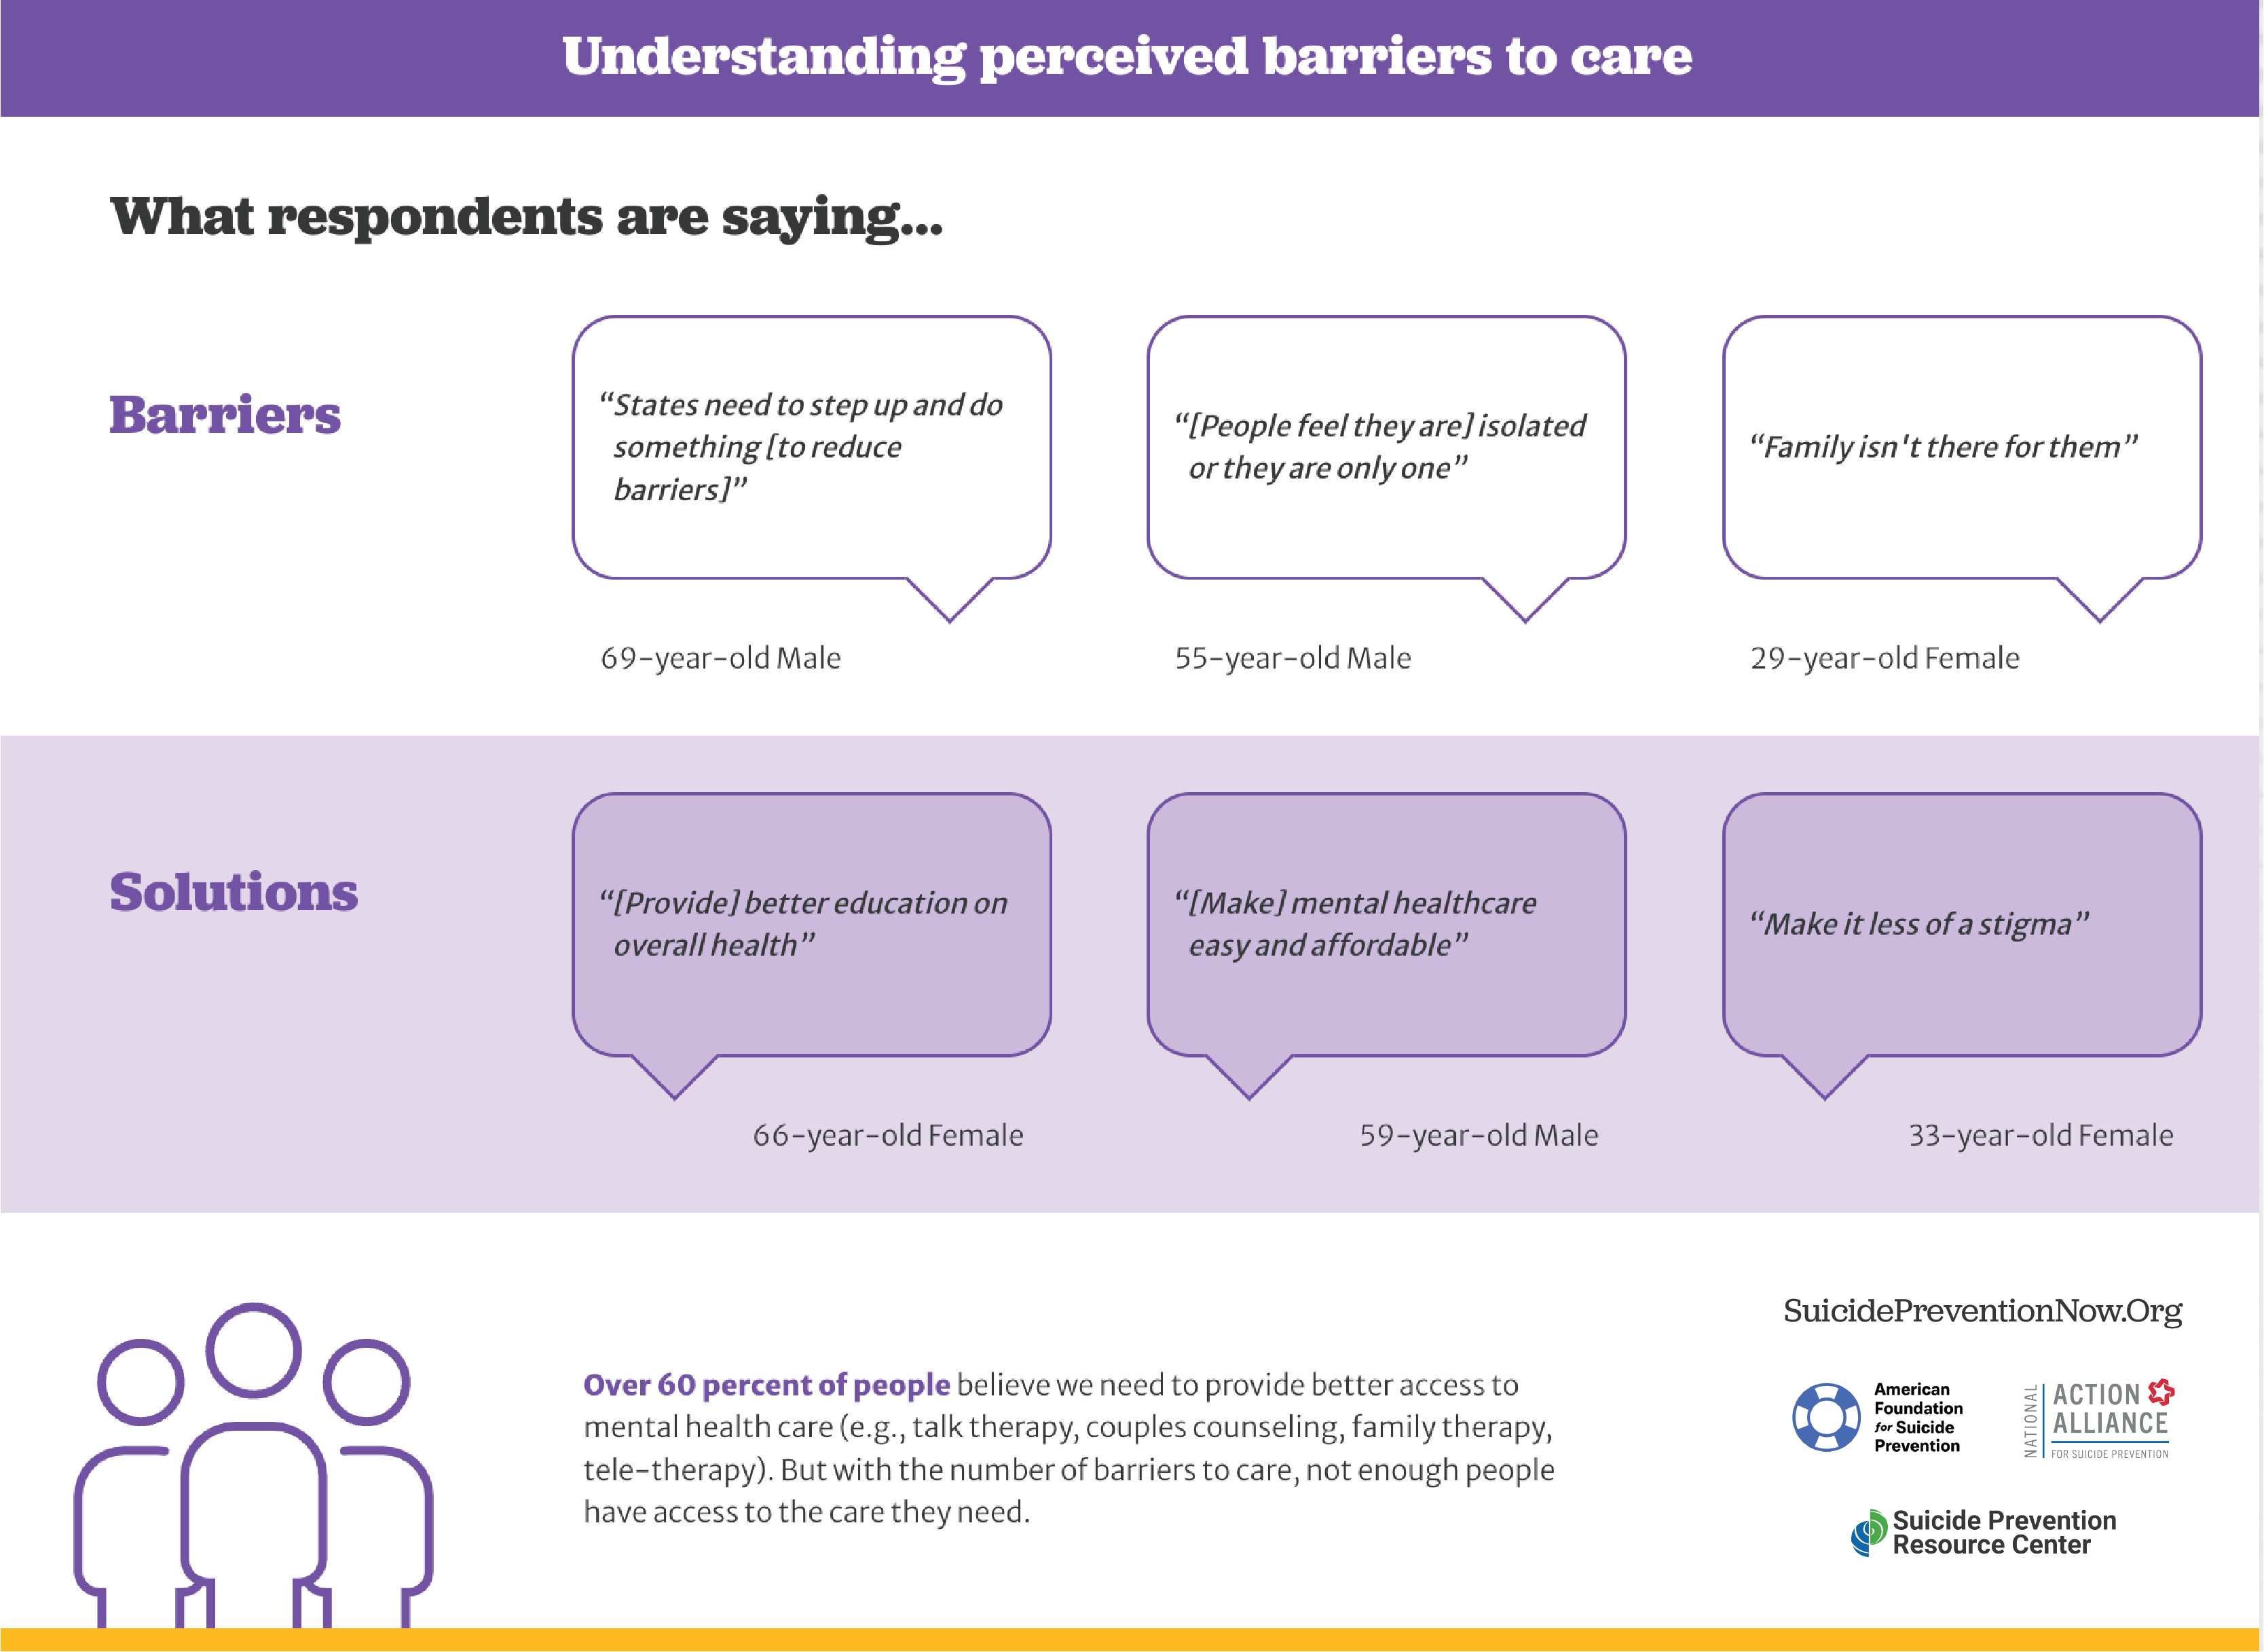 Understanding perceived barriers to care
What respondents are saying...
Barriers
“States need to step up and do
something [to reduce
barriers]”
69-year-old Male
“[People feel they are] isolated
or they are only one”
55-year-old Male
“Family isn't there for them”
29-year-old Female
Solutions
“[Provide] better education on
overall health”
66-year-old Female
“[Make] mental healthcare
easy and affordable”
59-year-old Male
“Make it less of a stigma”
33-year-old Female
Over 60 percent of people believe we need to provide better access to
mental health care (e.g., talk therapy, couples counseling, family therapy,
tele-therapy). But with the number of barriers to care, not enough people
have access to the care they need.
SuicidePreventionNow.Org
American
Foundation
for Suicide
Prevention
NATIONAL
ACTION
ALLIANCE
FOR SUICIDE PREVENTION
Suicide Prevention
Resource Center